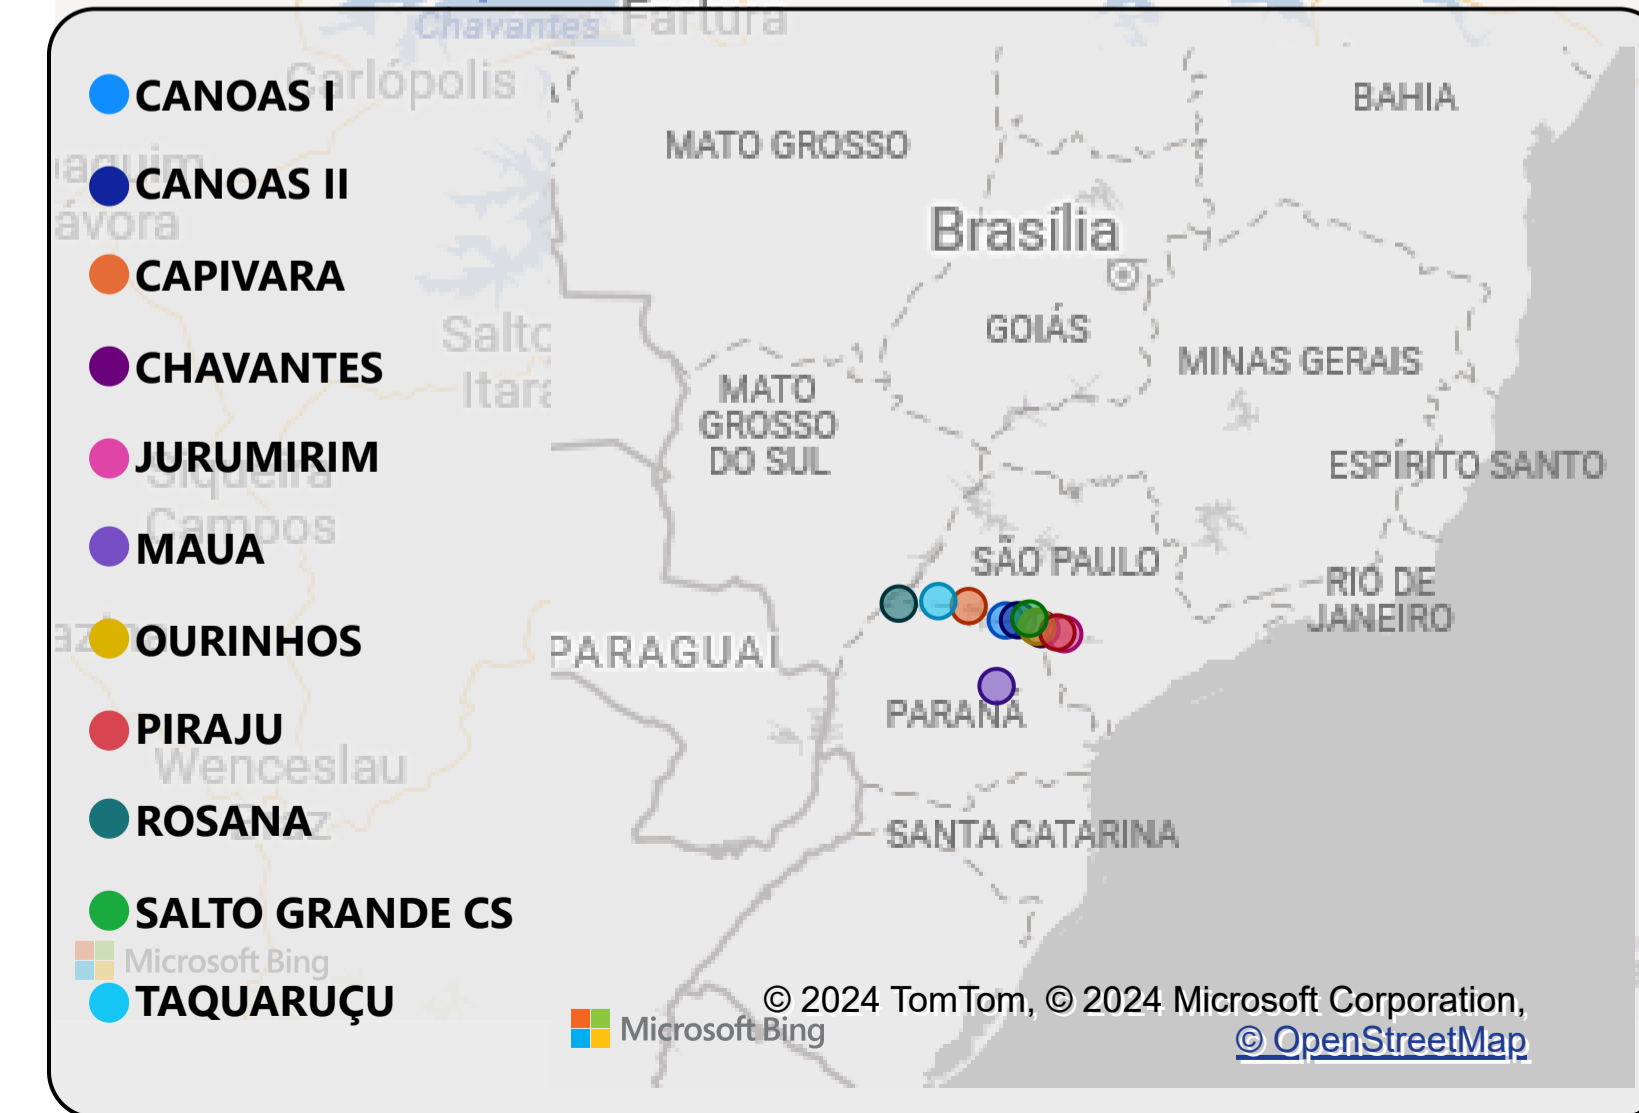 Chavantes Fartura
Carlópolis
CANOAS I
CANOAS II
ávora
CAPIVARA
Salto
CHAVANTES
Itara
JURUMIRIM
Siqueira
Campos
MAUA
OURINHOS
PIRAJU
Wenceslau
Braz
ROSANA
SALTO GRANDE CS
Microsoft Bing
TAQUARUÇU
BAHIA
MATO GROSSO
Brasília
GOIÁS
MINAS GERAIS
MATO
GROSSO
DO SUL
ESPÍRITO SANTO
SÃO PAULO
RIO DE
JANEIRO
PARAGUAI
PARANÁ
SANTA CATARINA
© 2024 TomTom, © 2024 Microsoft Corporation,
Microsoft Bing
© OpenStreetMap